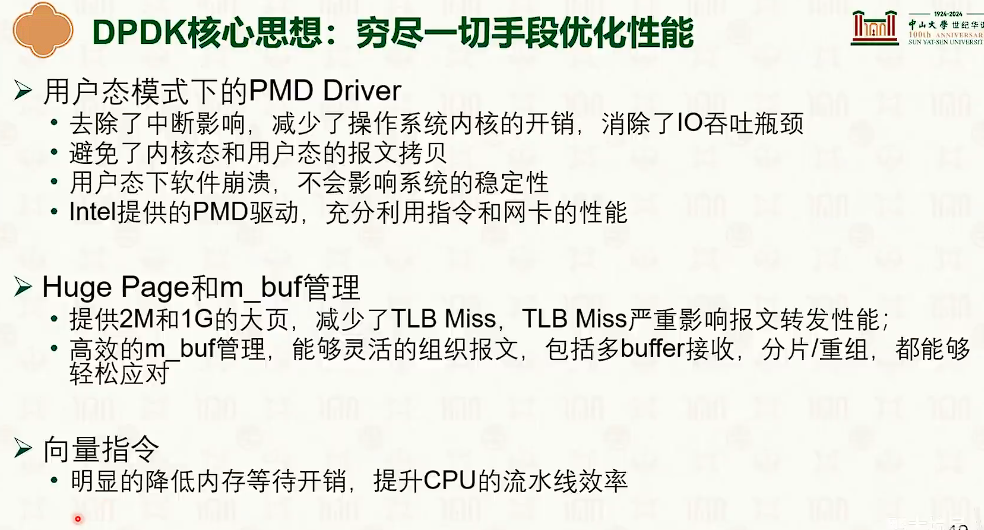 DPDK核心思想：穷尽一切手段优化性能
1924-2024
中山大学 世纪华诞
100th ANNIVERSARY
SUN YAT-SEN UNIVERSIT
用户态模式下的PMD Driver
• 去除了中断影响，减少了操作系统内核的开销，消除了IO吞吐瓶颈
• 避免了内核态和用户态的报文拷贝
• 用户态下软件崩溃，不会影响系统的稳定性
• Intel提供的PMD驱动，充分利用指令和网卡的性能
Huge Page和m_buf管理
• 提供2M和1G的大页，减少了TLB Miss，TLB Miss严重影响报文转发性能；
• 高效的m_buf管理，能够灵活的组织报文，包括多buffer接收，分片/重组，都能够
轻松应对
向量指令
• 明显的降低内存等待开销，提升CPU的流水线效率